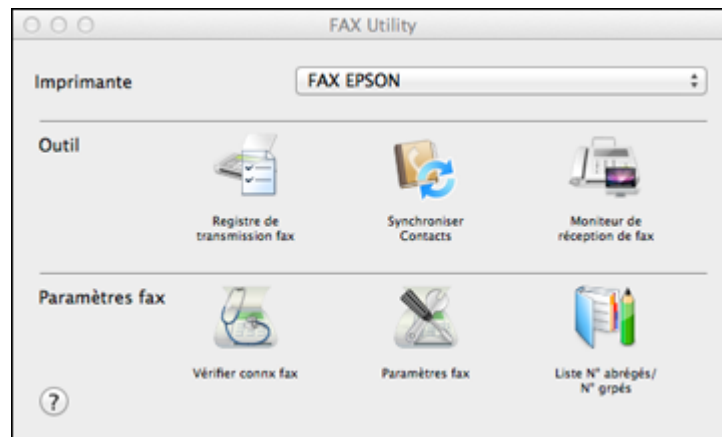 FAX Utility
Imprimante
FAX EPSON
Outil
Registre de
transmission fax
Synchroniser
Contacts
Moniteur de
réception de fax
Paramètres fax
Vérifier connx fax
Paramètres fax
Liste N° abrégés/
N° grpés
?